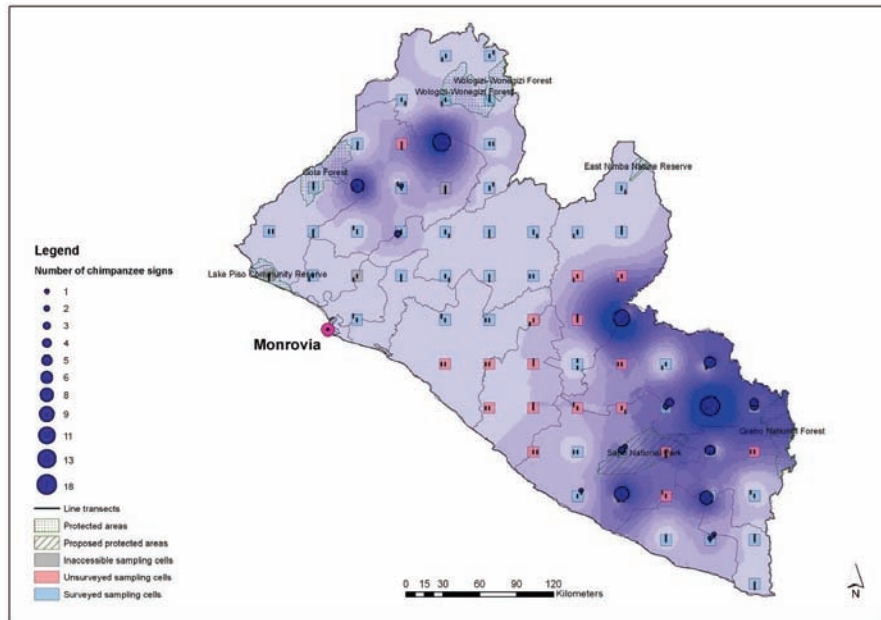 Wologizi-Wonegizi Forest
Wologizi-Wonegizi Forest
East Nimba Nature Reserve
Gola Forest
Lake Piso Community Reserve
Monrovia
Grebo National Forest
Sapo National Park
Legend
Number of chimpanzee signs
1
2
3
4
5
6
8
9
11
13
18
Line transects
Protected areas
Proposed protected areas
Inaccessible sampling cells
Unsurveyed sampling cells
Surveyed sampling cells
0 15 30 60 90 120
Kilometers
N